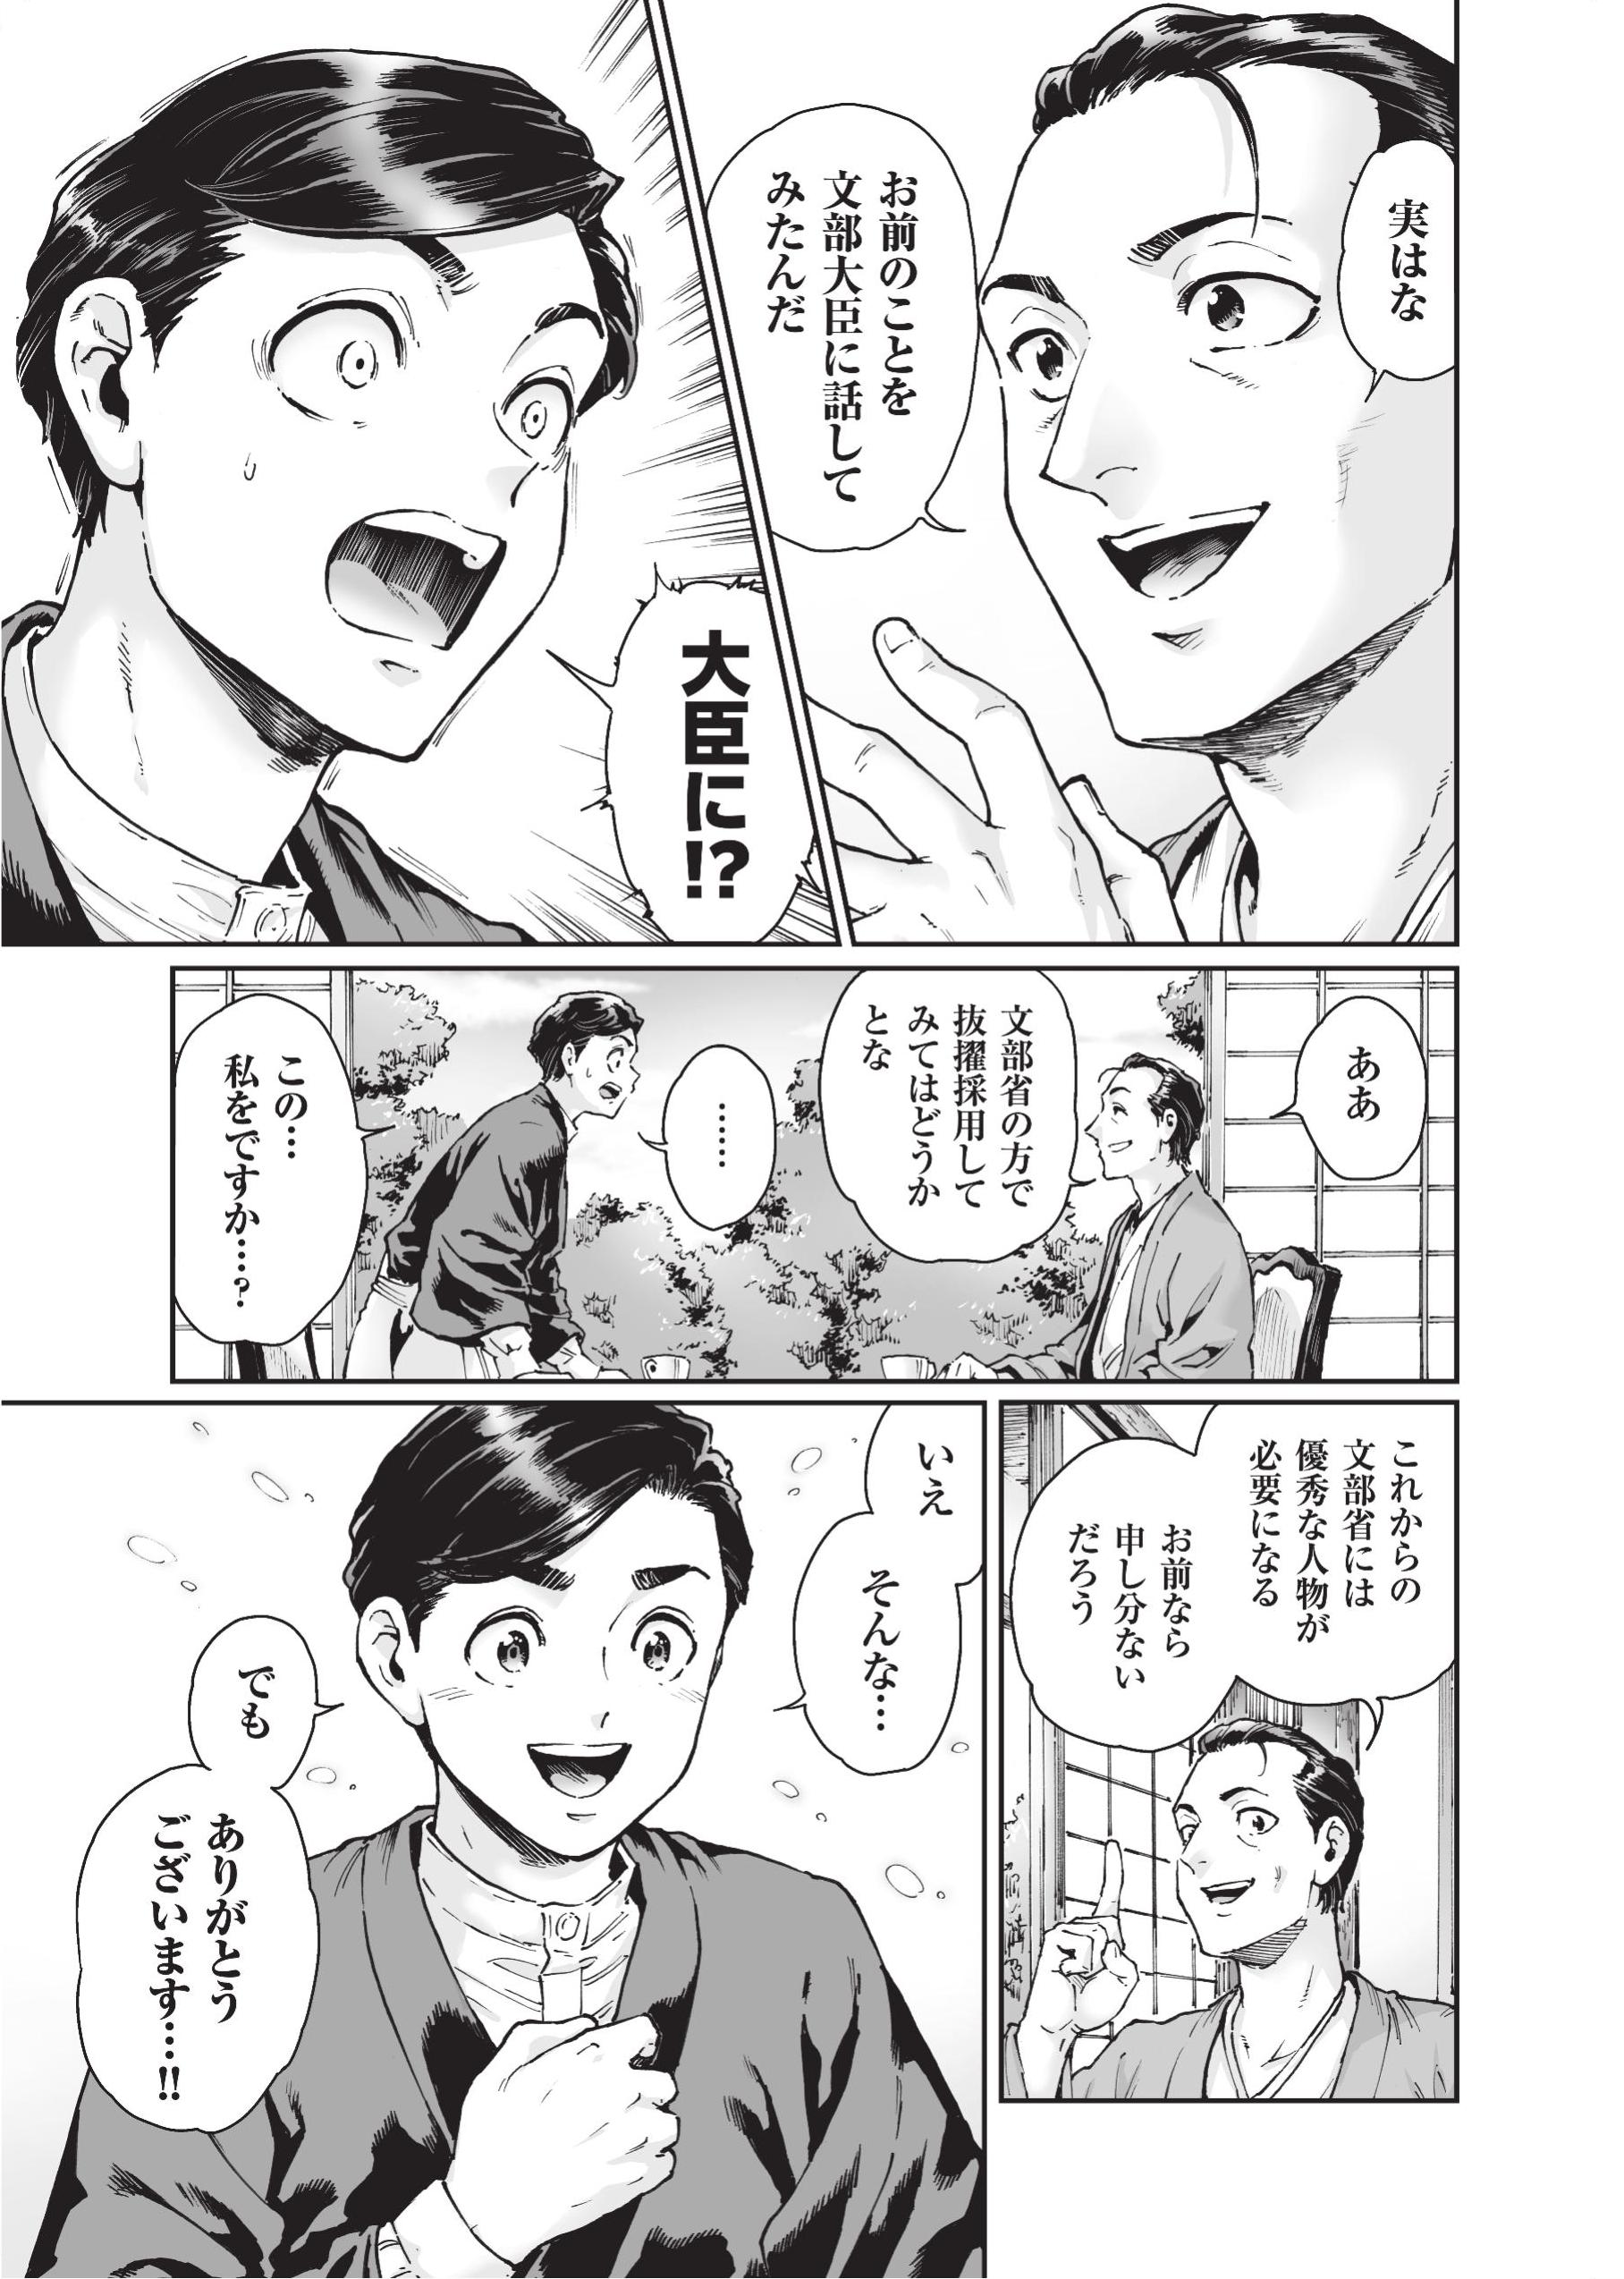 実はな
お前のことを
文部大臣に話して
みたんだ
大臣に!?
ああ
文部省の方で
抜擢採用して
みてはどうか
とな
……
この…
私をですか…．?
これからの
文部省には
優秀な人物が
必要になる
お前なら
申し分ない
だろう
いえ
そんな…
でも
ありがとう
ございます…!!